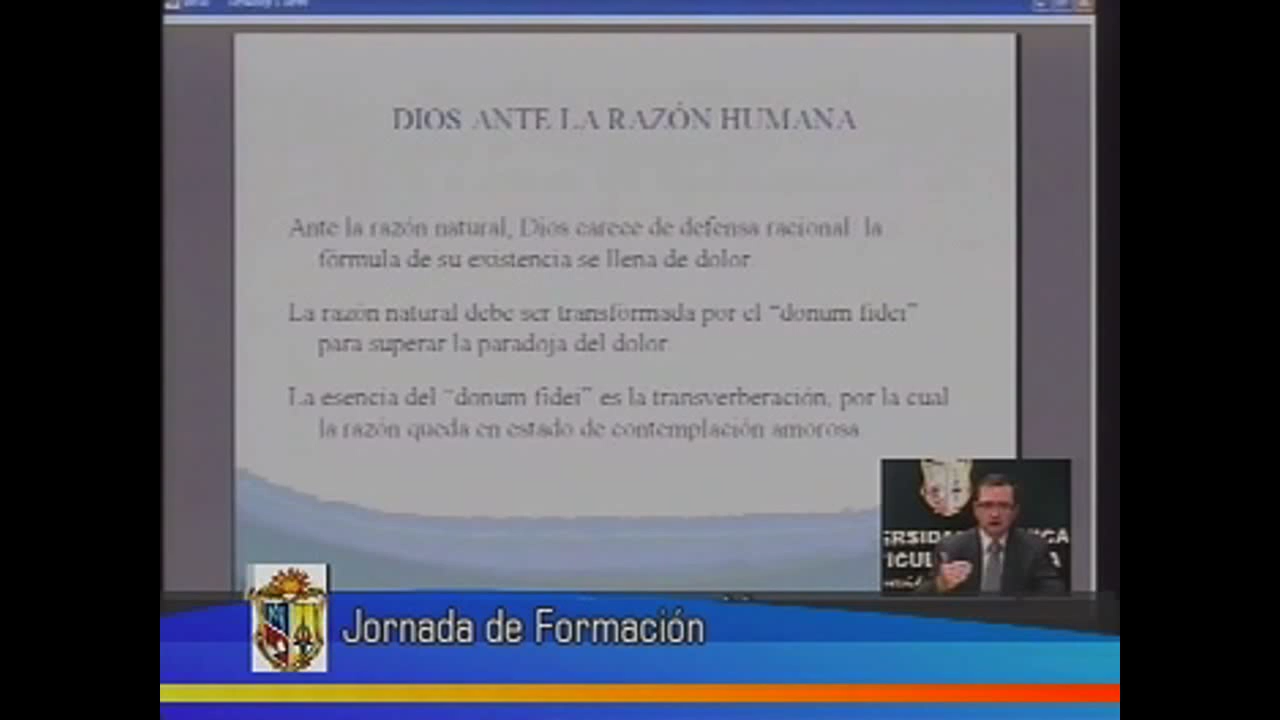 DIOS ANTE LA RAZÓN HUMANA
Ante la razón natural, Dios carece de defensa racional la
fórmula de su existencia se llena de dolor
La razón natural debe ser transformada por el “donum fidei”
para superar la paradoja del dolor
La esencia del “donum fidei” es la transverberación, por la cual
la razón queda en estado de contemplación amorosa
Jornada de Formación